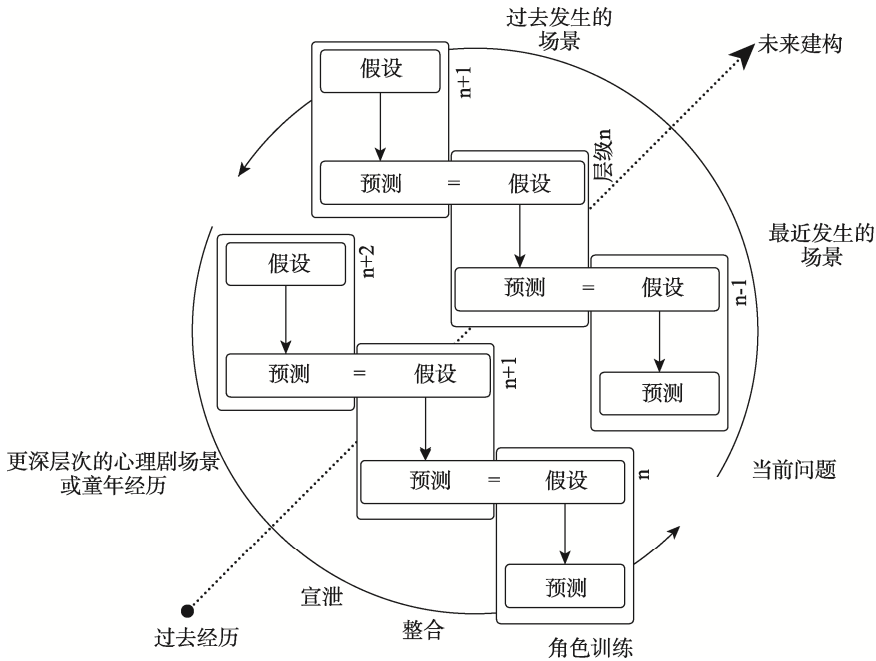 过去发生的
场景
未来建构
假设
n+1
层级n
预测 = 假设
最近发生的
场景
假设
n+2
预测 = 假设
n-1
预测 = 假设
n+1
预测
更深层次的心理剧场景
或童年经历
当前问题
预测 = 假设
n
预测
宣泄
整合
过去经历
角色训练